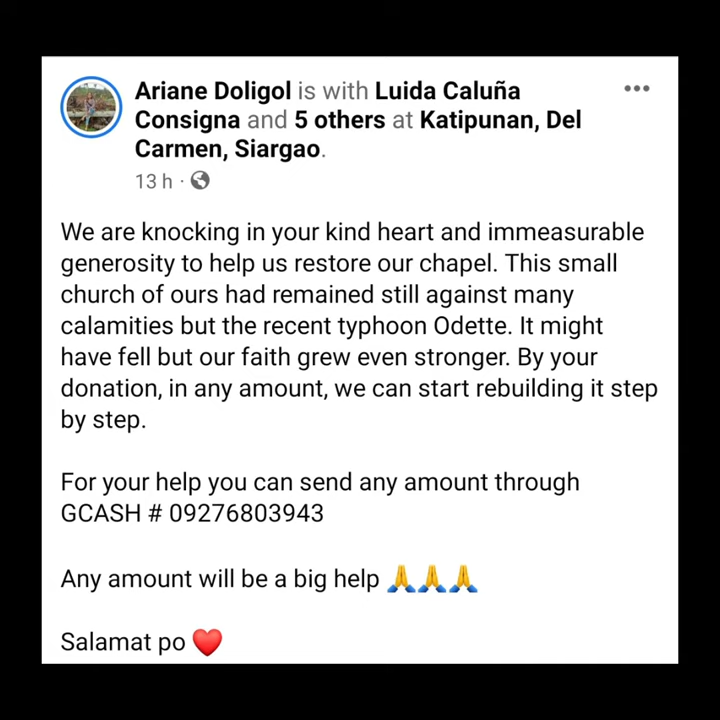 Ariane Doligol is with Luida Caluña
Consigna and 5 others at Katipunan, Del
Carmen, Siargao.
13 h ·
We are knocking in your kind heart and immeasurable
generosity to help us restore our chapel. This small
church of ours had remained still against many
calamities but the recent typhoon Odette. It might
have fell but our faith grew even stronger. By your
donation, in any amount, we can start rebuilding it step
by step.
For your help you can send any amount through
GCASH # 09276803943
Any amount will be a big help 🙏🙏🙏
Salamat po ❤️